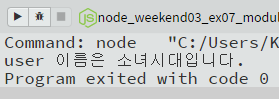 node_weekend03_ex07_modu
Command: node "C:/Users/K
user 이름은 소녀시대입니다.
Program exited with code 0